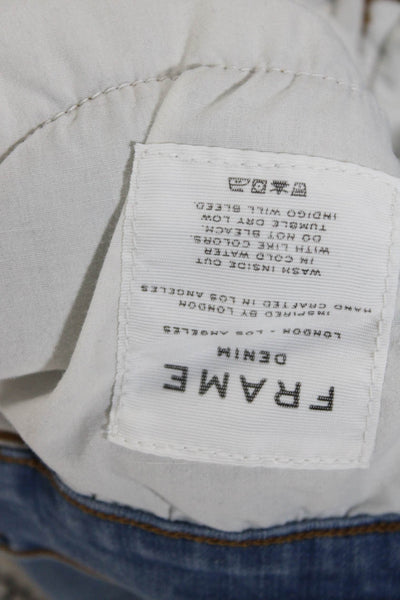 FRAME
DENIM
LONDON - LOS ANGELES
INSPIRED BY LONDON
HAND CRAFTED IN LOS ANGELES
WASH INSIDE OUT
IN COLD WATER
WITH LIKE COLORS.
DO NOT BLEACH.
TUMBLE DRY LOW.
INDIGO WILL BLEED.